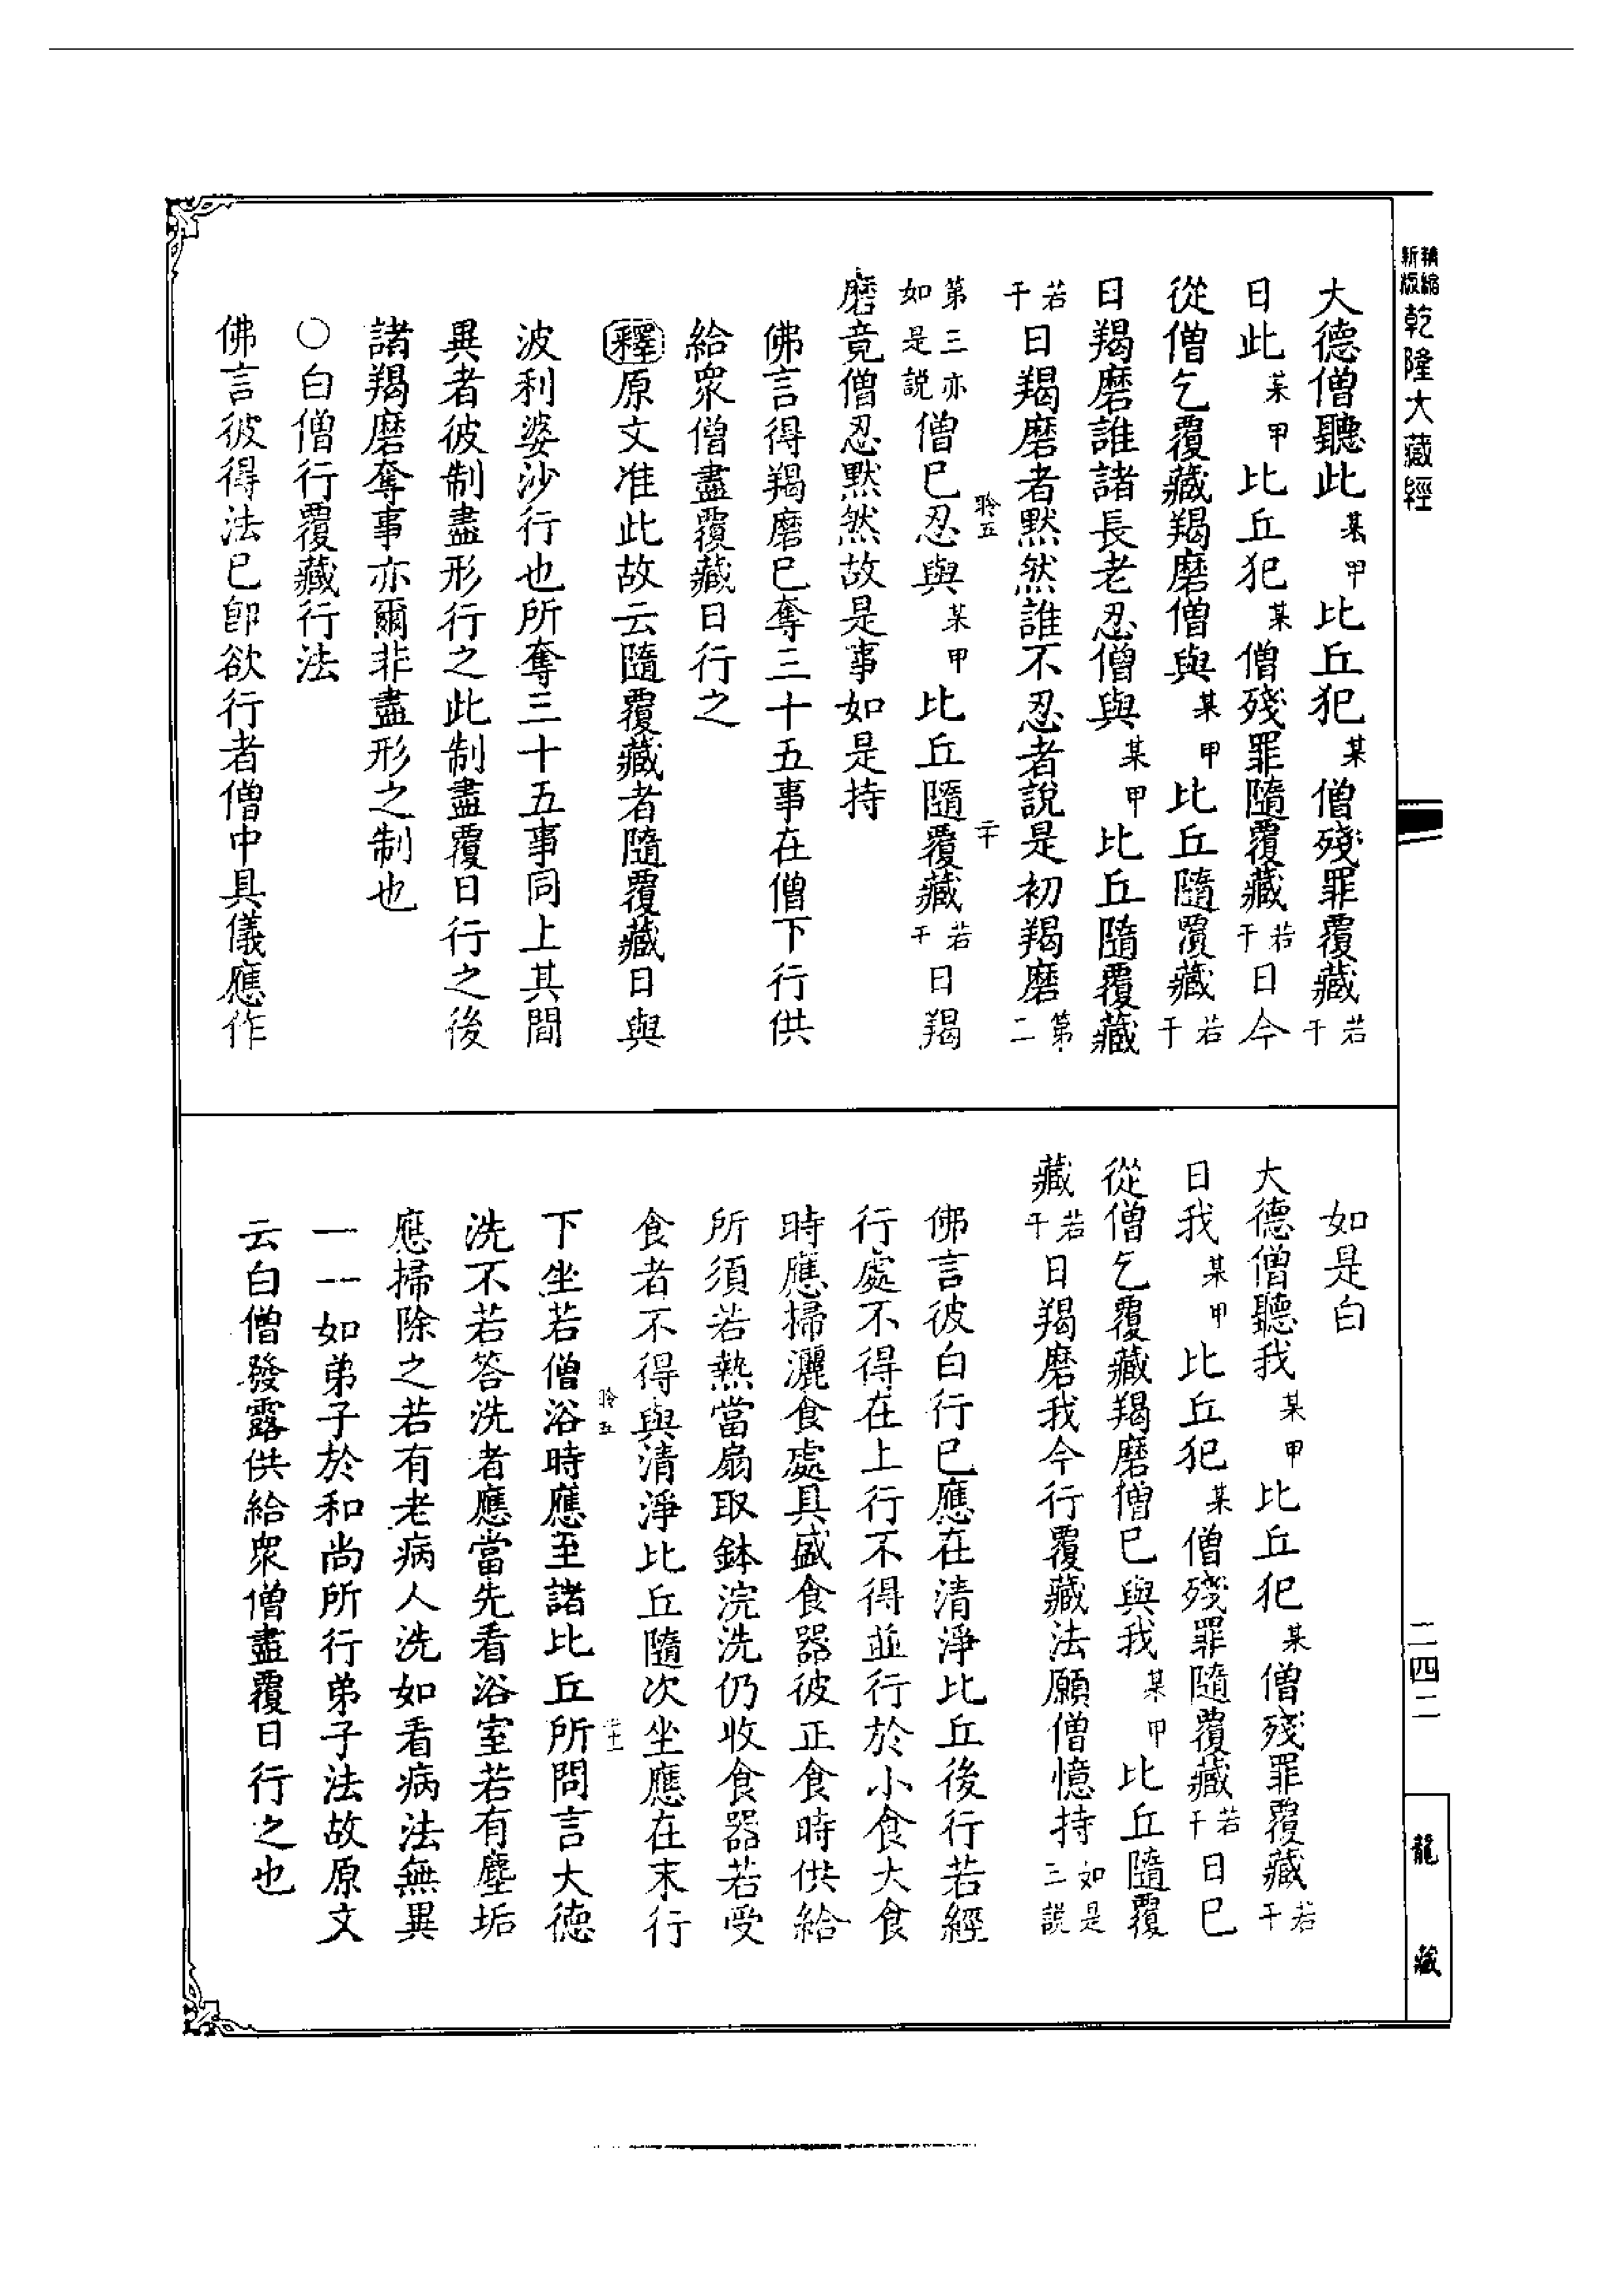 精縮新版乾隆大藏經
大德僧聽此某甲比丘犯某僧殘罪覆藏若干
日此某甲比丘犯某僧殘罪隨覆藏若干日今
從僧乞覆藏羯磨僧與某甲比丘隨覆藏若干
日羯磨誰諸長老忍僧與某甲比丘隨覆藏
若干日羯磨者默然誰不忍者說是初羯磨第二
第三亦如是說僧已忍與某甲比丘隨覆藏若干日羯
聆五
二十
磨竟僧忍默然故是事如是持
佛言得羯磨已奪三十五事在僧下行供
給眾僧盡覆藏日行之
釋原文准此故云隨覆藏者隨覆藏日與
波利婆沙行也所奪三十五事同上其間
異者彼制盡形行之此制盡覆日行之後
諸羯磨奪事亦爾非盡形之制也
○白僧行覆藏行法
佛言彼得法已即欲行者僧中具儀應作
如是白
大德僧聽我某甲比丘犯某僧殘罪覆藏若干
日我某甲比丘犯某僧殘罪隨覆藏若干日已
從僧乞覆藏羯磨僧已與我某甲比丘隨覆
藏若干日羯磨我今行覆藏法願僧憶持如是三說
佛言彼白行已應在清淨比丘後行若經
行處不得在上行不得並行於小食大食
時應掃灑食處具盛食器彼正食時供給
所須若熱當扇取鉢浣洗仍收食器若受
食者不得與清淨比丘隨次坐應在末行
聆五
二十一
下坐若僧浴時應至諸比丘所問言大德
洗不若答洗者應當先看浴室若有塵垢
應掃除之若有老病人洗如看病法無異
一一如弟子於和尚所行弟子法故原文
云白僧發露供給眾僧盡覆日行之也
二四二
龍藏